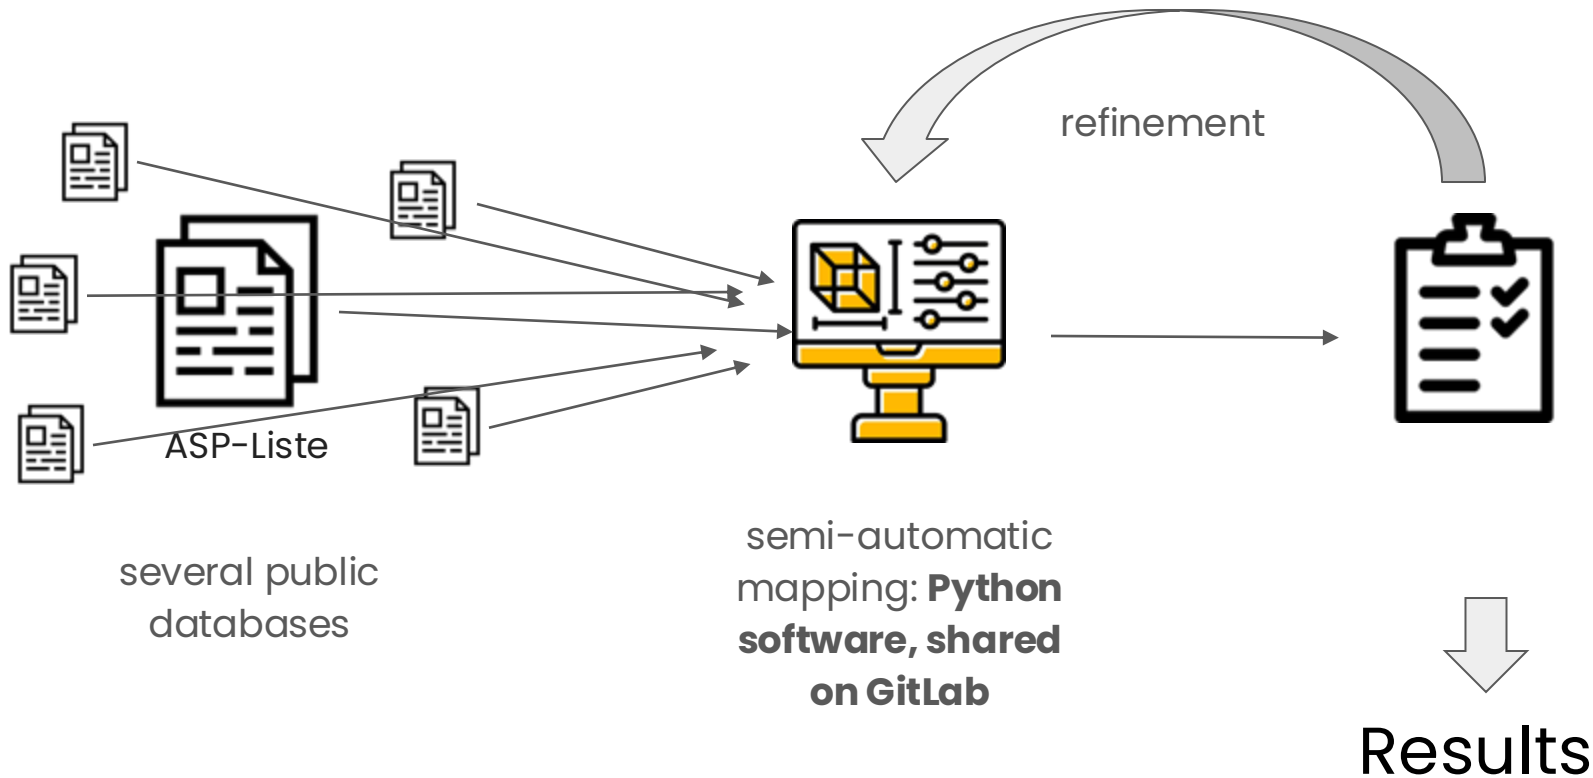 refinement
ASP-Liste
several public
databases
semi-automatic
mapping: Python
software, shared
on GitLab
Results